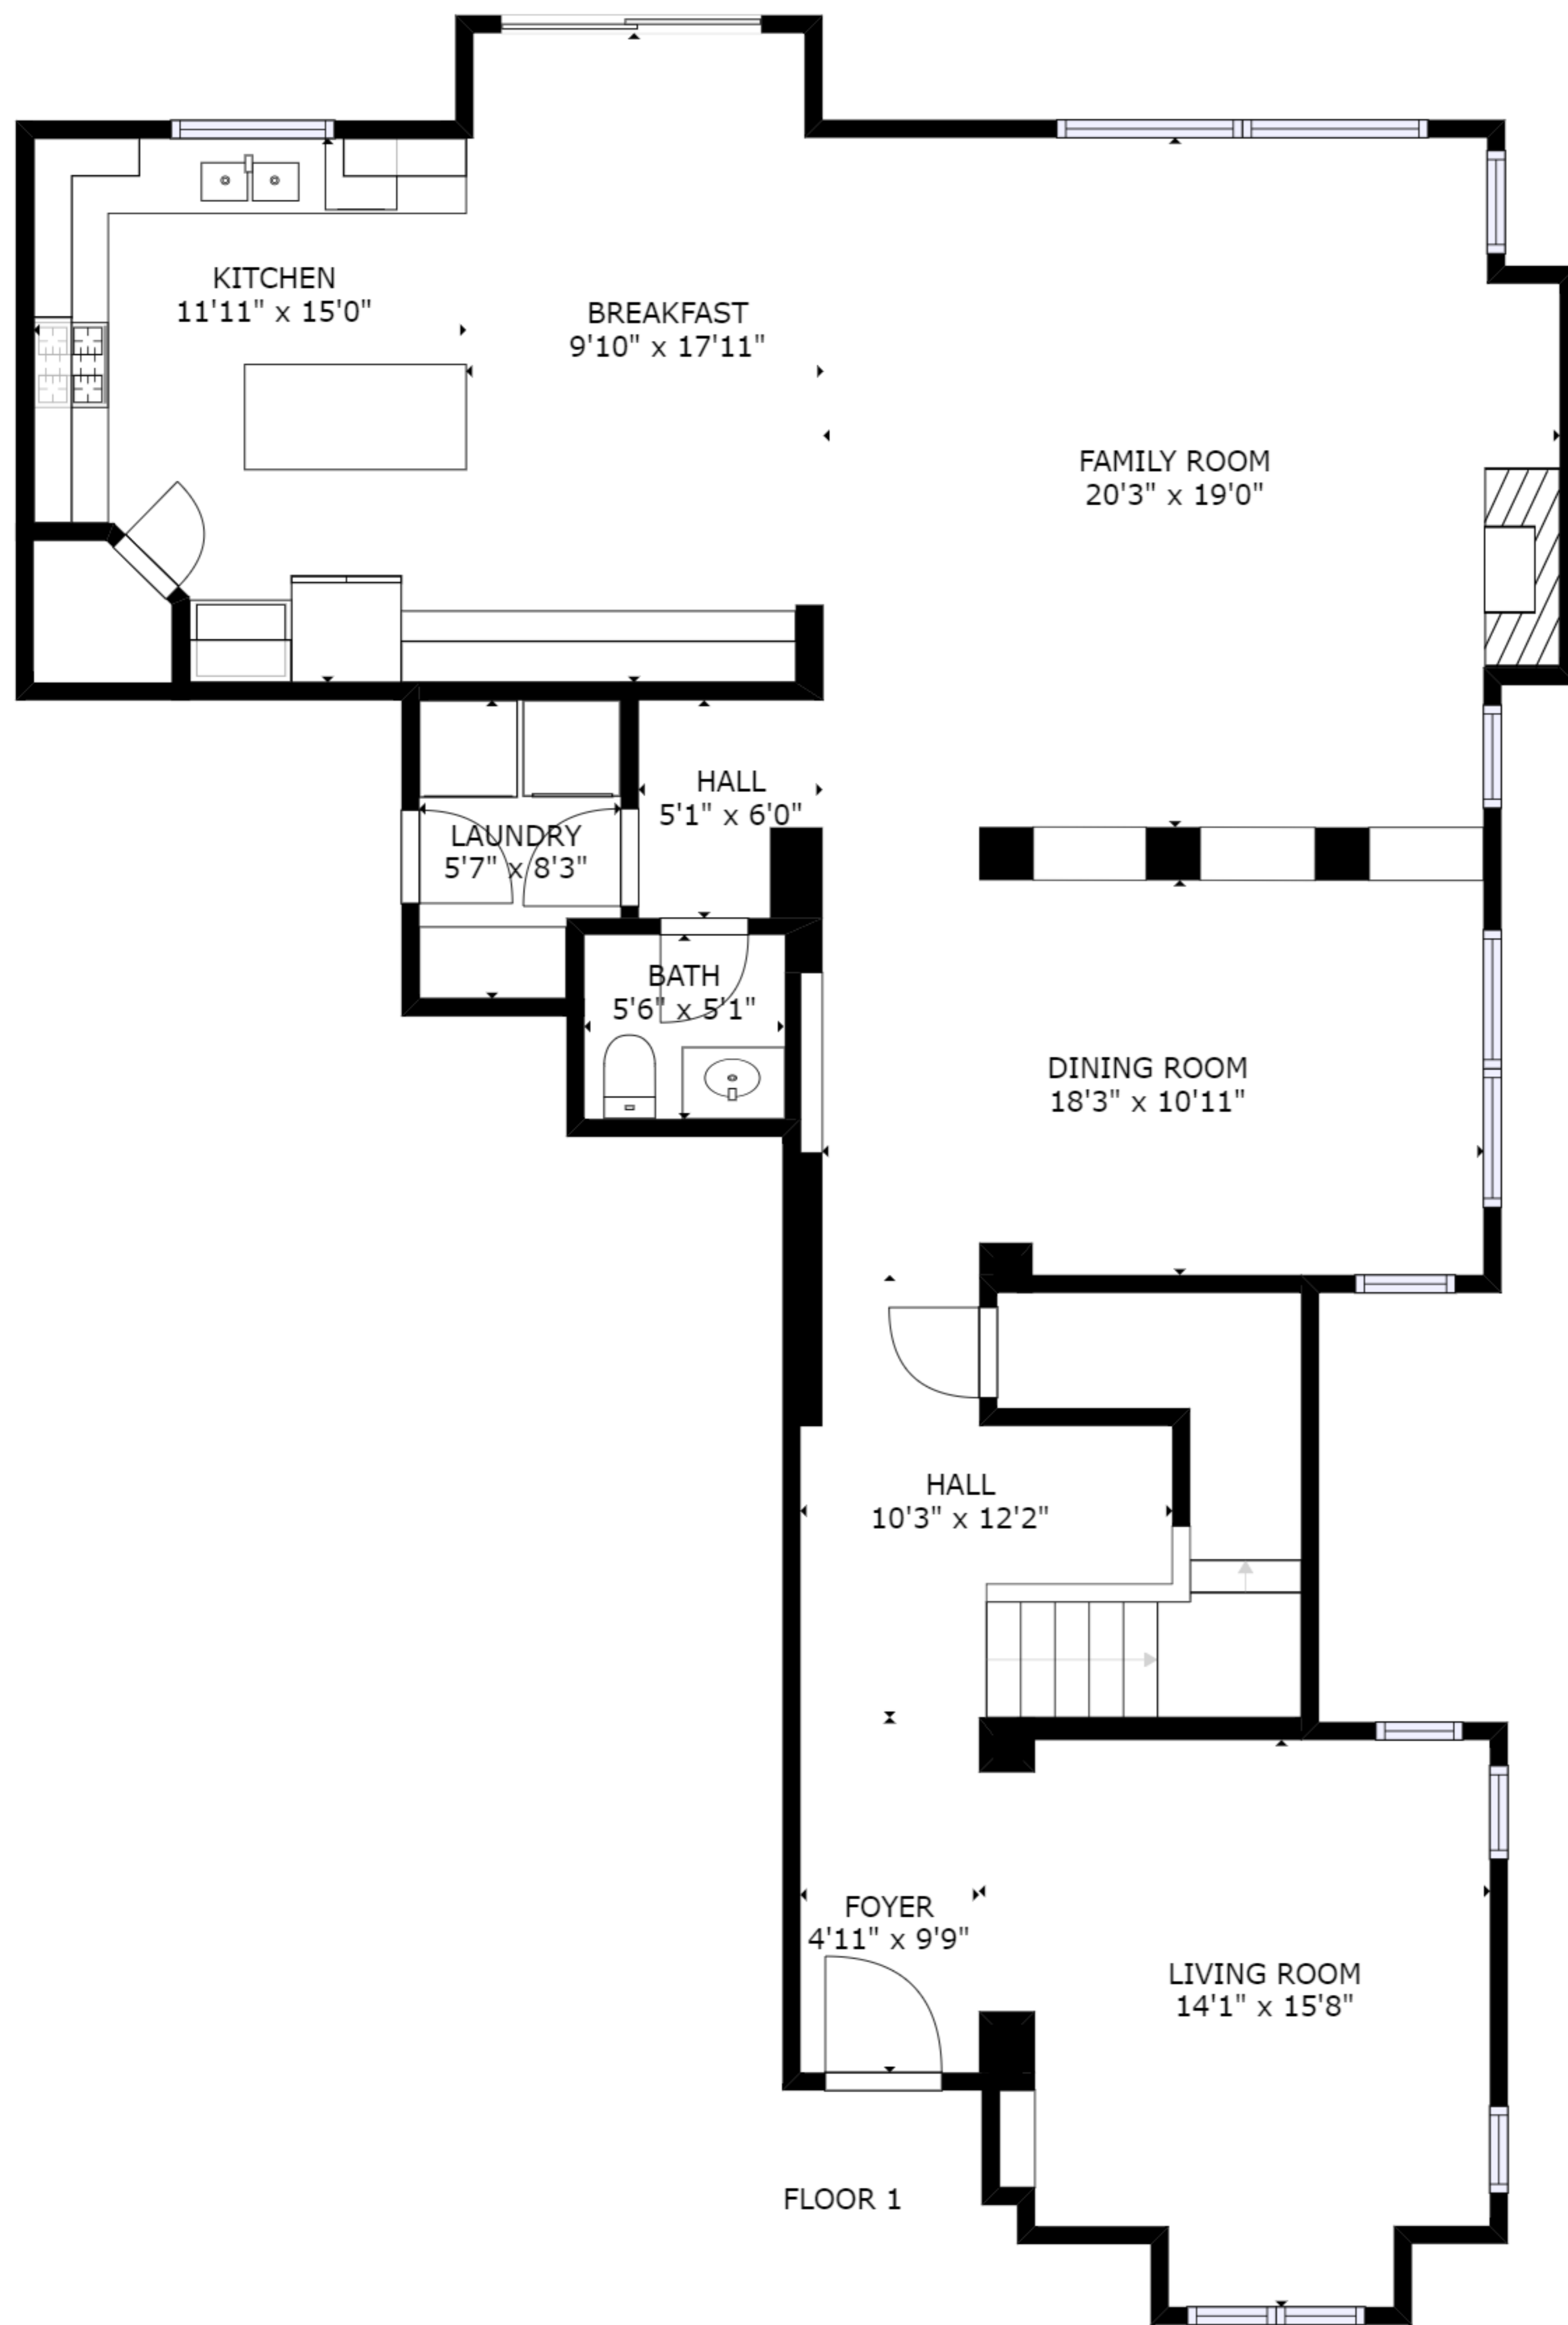 KITCHEN
11'11" x 15'0"
BREAKFAST
9'10" x 17'11"
FAMILY ROOM
20'3" x 19'0"
HALL
5'1" x 6'0"
LAUNDRY
5'7" x 8'3"
BATH
5'6" x 5'1"
DINING ROOM
18'3" x 10'11"
HALL
10'3" x 12'2"
FOYER
4'11" x 9'9"
LIVING ROOM
14'1" x 15'8"
FLOOR 1